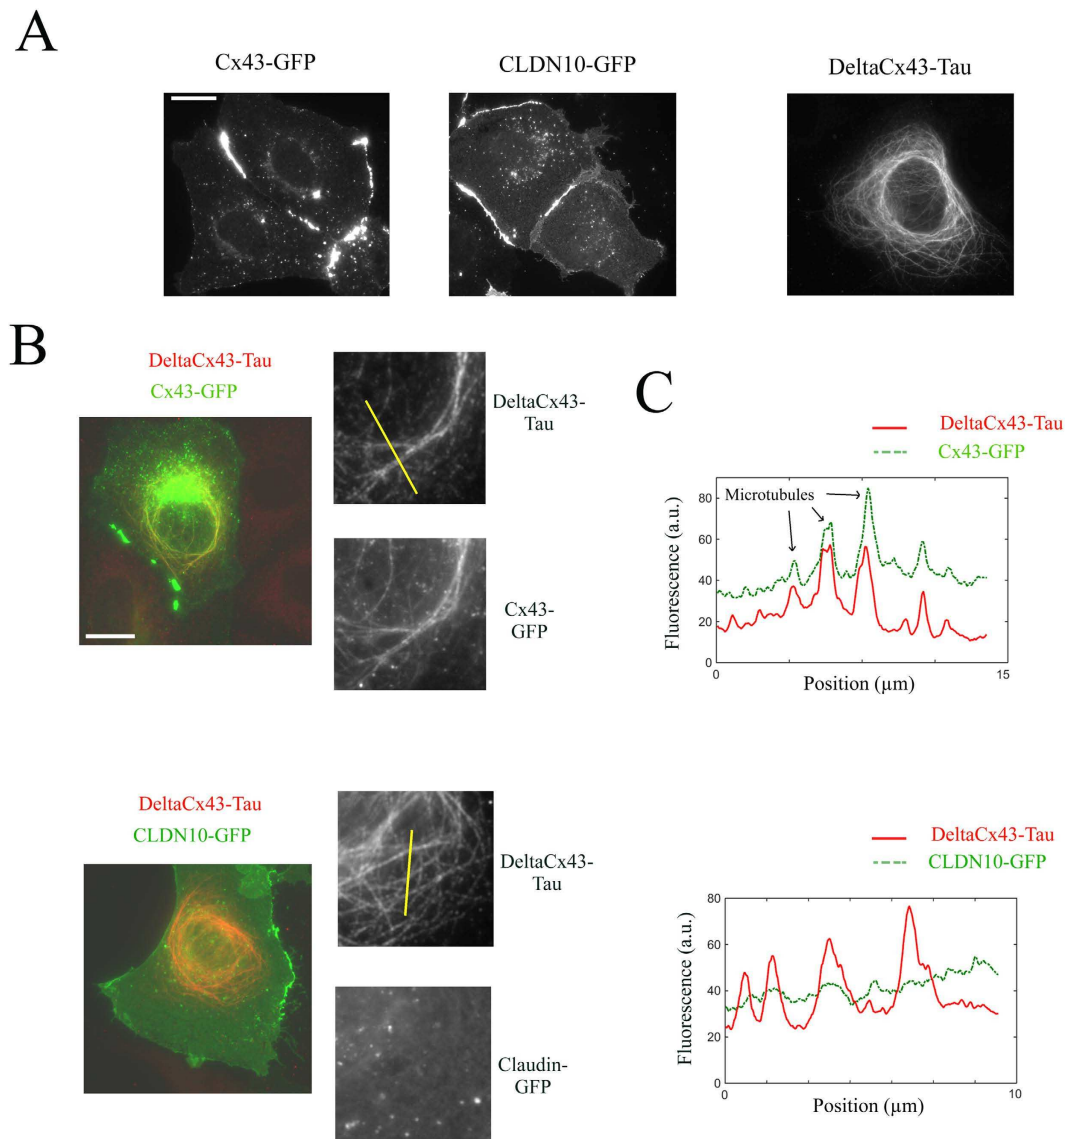 A
Cx43-GFP
CLDN10-GFP
DeltaCx43-Tau
B
DeltaCx43-Tau
Cx43-GFP
DeltaCx43-
Tau
Cx43-
GFP
C
DeltaCx43-Tau
Cx43-GFP
Microtubules
Fluorescence (a.u.)
80
60
40
20
0
0
15
Position (µm)
DeltaCx43-Tau
CLDN10-GFP
DeltaCx43-
Tau
Claudin-
GFP
DeltaCx43-Tau
CLDN10-GFP
Fluorescence (a.u.)
80
60
40
20
0
0
10
Position (µm)